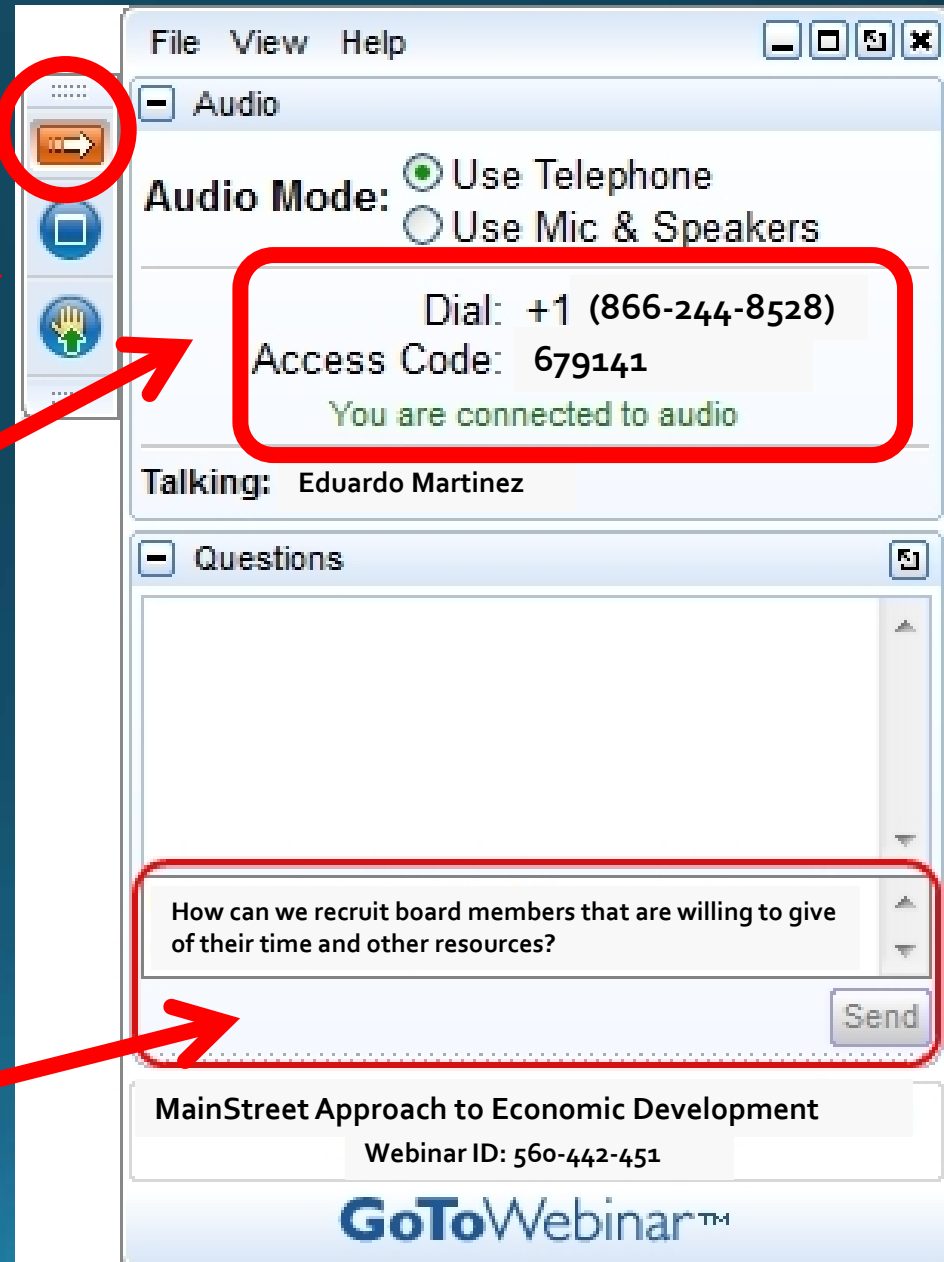 File View Help
Audio
Audio Mode: Use Telephone
Use Mic & Speakers
Dial: +1 (866-244-8528)
Access Code: 679141
You are connected to audio
Talking: Eduardo Martinez
Questions
How can we recruit board members that are willing to give
of their time and other resources?
Send
MainStreet Approach to Economic Development
Webinar ID: 560-442-451
GoToWebinar™